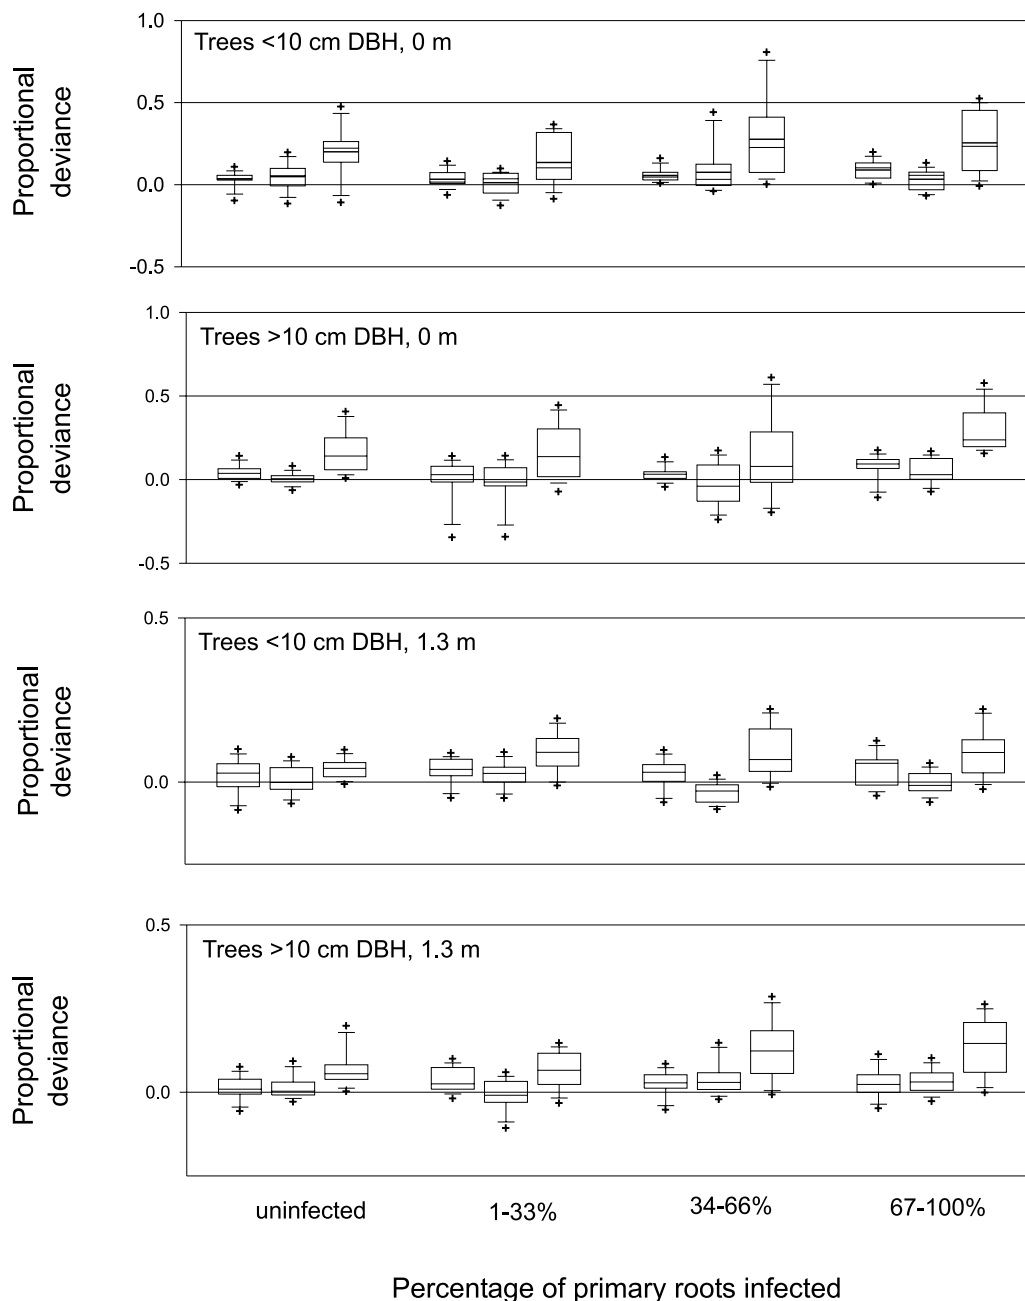 1.0
Trees <10 cm DBH, 0 m
Proportional
deviance
0.5
0.0
-0.5
1.0
Trees >10 cm DBH, 0 m
Proportional
deviance
0.5
0.0
-0.5
0.5
Trees <10 cm DBH, 1.3 m
Proportional
deviance
0.0
0.5
Trees >10 cm DBH, 1.3 m
Proportional
deviance
0.0
uninfected 1-33% 34-66% 67-100%
Percentage of primary roots infected